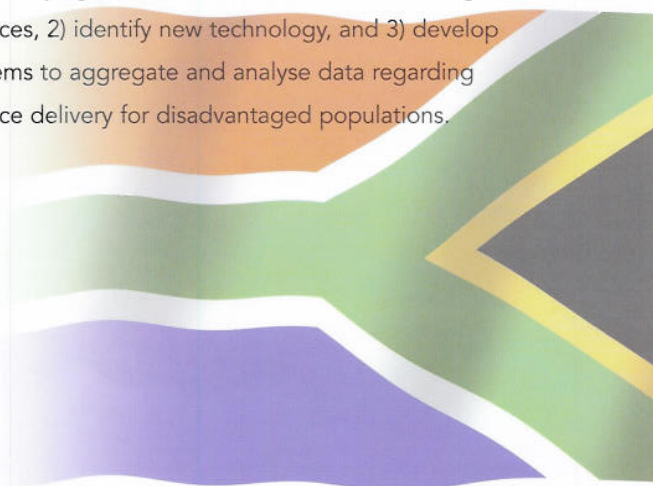 ces, 2) identify new technology, and 3) develop
ems to aggregate and analyse data regarding
ce delivery for disadvantaged populations.